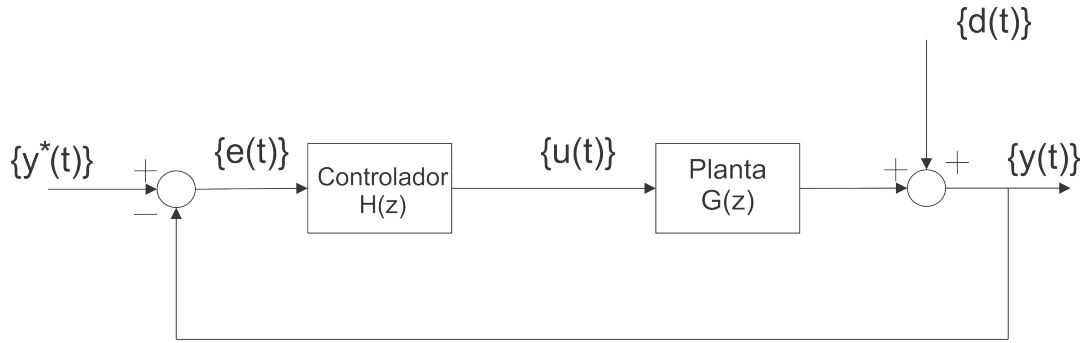 {d(t)}
{y*(t)}
+
−
{e(t)}
Controlador
H(z)
{u(t)}
Planta
G(z)
+
+
{y(t)}